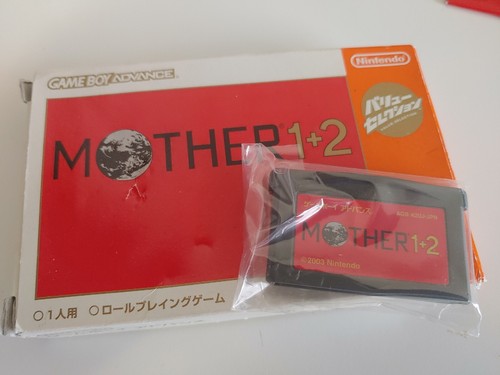 GAME BOY ADVANCE
Nintendo
バリュー
セレクション
MOTHER 1+2
○1人用 ○ロールプレイングゲーム
MOTHER 1+2
©2003 Nintendo